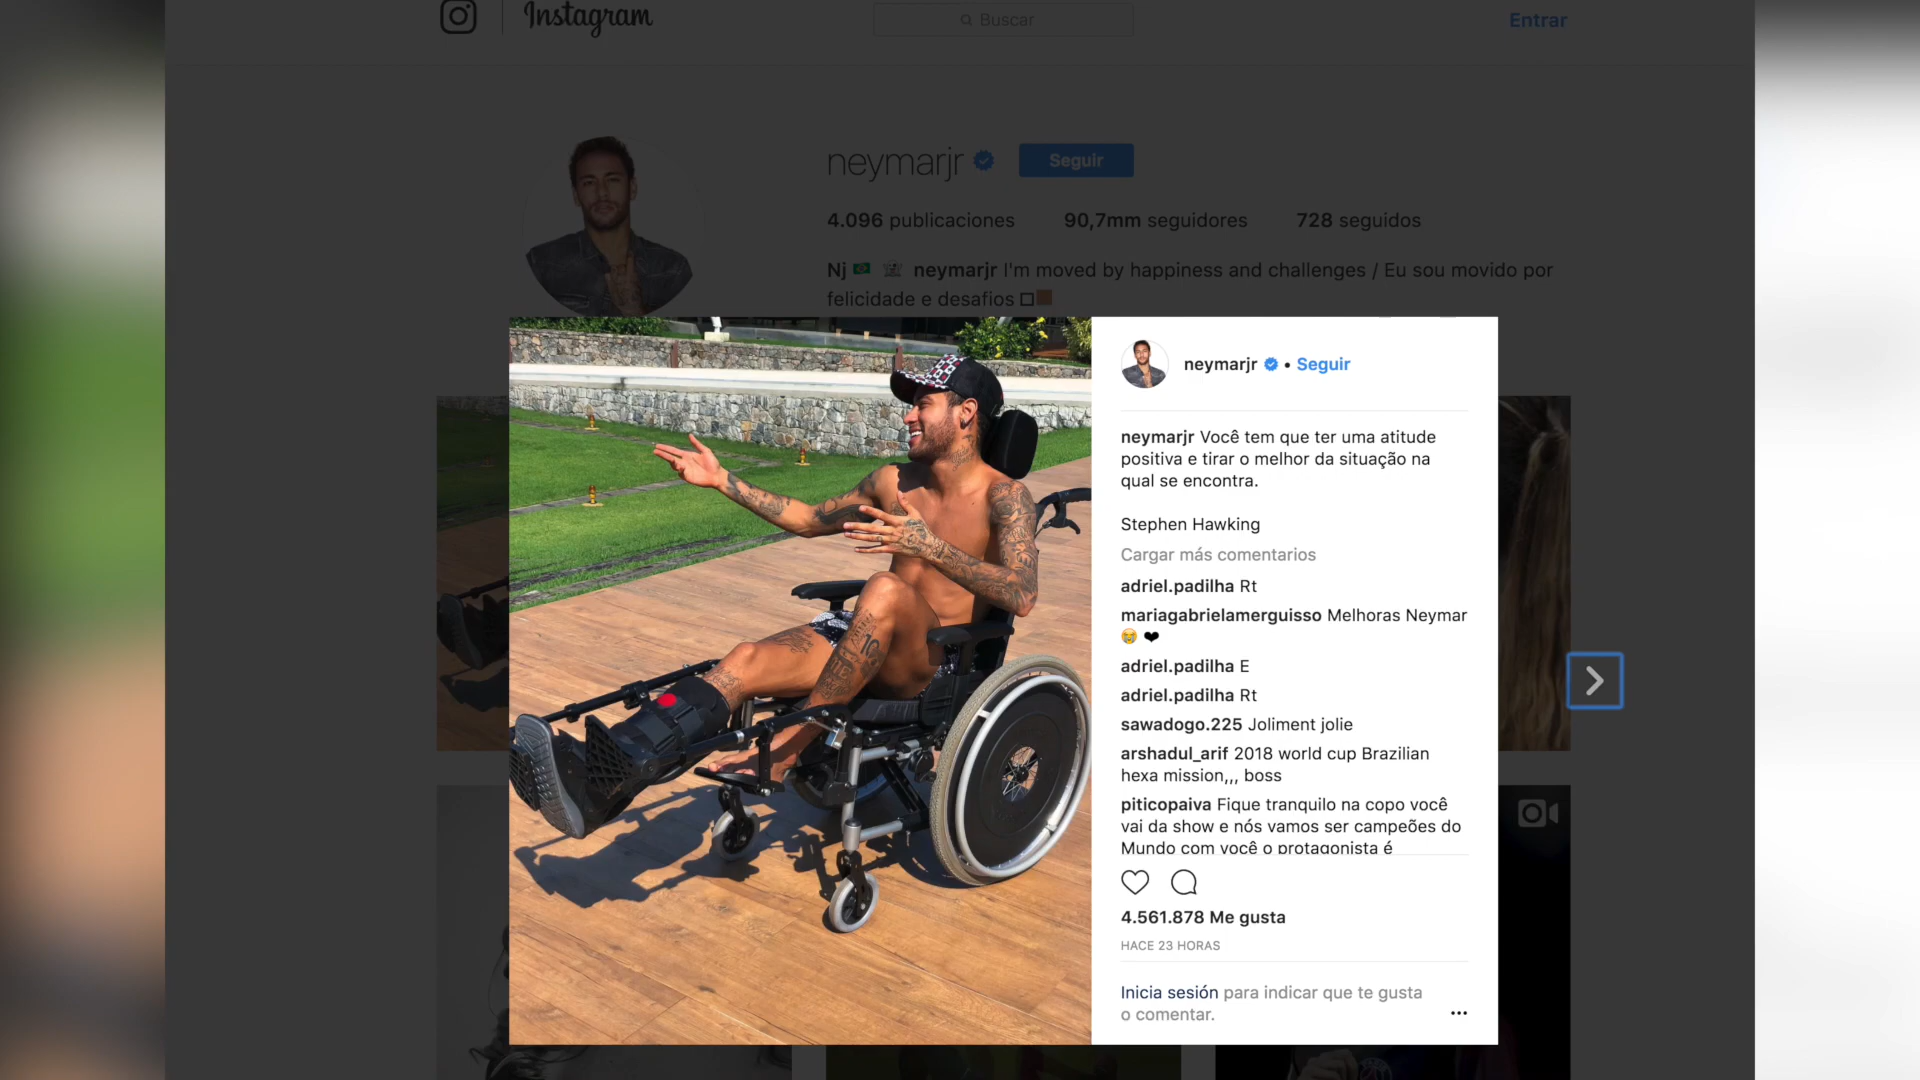 Instagram
Buscar
Entrar
neymarjr
Seguir
4.096 publicaciones
90,7mm seguidores
728 seguidos
Nj neymarjr I'm moved by happiness and challenges / Eu sou movido por
felicidade e desafios
neymarjr • Seguir
neymarjr Você tem que ter uma atitude
positiva e tirar o melhor da situação na
qual se encontra.
Stephen Hawking
Cargar más comentarios
adriel.padilha Rt
mariagabrielamerguisso Melhoras Neymar
😭 ❤
adriel.padilha E
adriel.padilha Rt
sawadogo.225 Joliment jolie
arshadul_arif 2018 world cup Brazilian
hexa mission,,, boss
piticopaiva Fique tranquilo na copo você
vai da show e nós vamos ser campeões do
Mundo com você o protagonista é
4.561.878 Me gusta
HACE 23 HORAS
Inicia sesión para indicar que te gusta
o comentar.